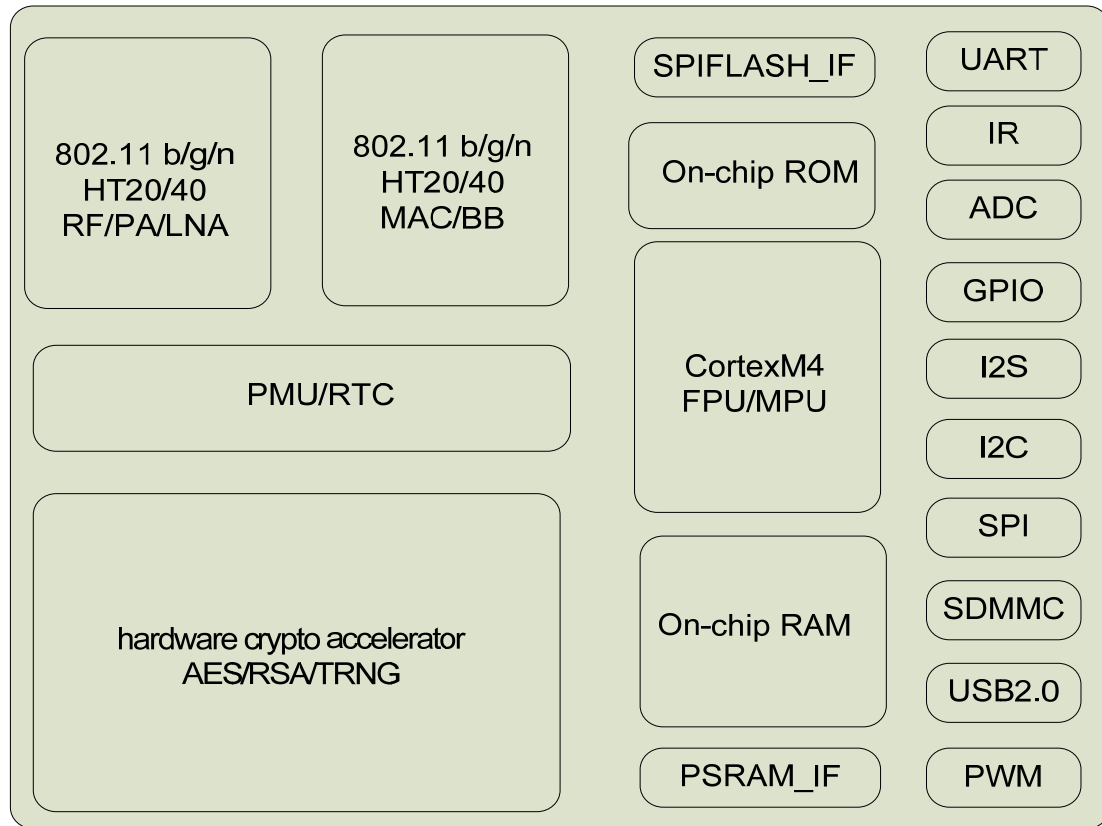 802.11 b/g/n
HT20/40
RF/PA/LNA
802.11 b/g/n
HT20/40
MAC/BB
PMU/RTC
hardware crypto accelerator
AES/RSA/TRNG
SPIFLASH_IF
On-chip ROM
CortexM4
FPU/MPU
On-chip RAM
PSRAM_IF
UART
IR
ADC
GPIO
I2S
I2C
SPI
SDMMC
USB2.0
PWM